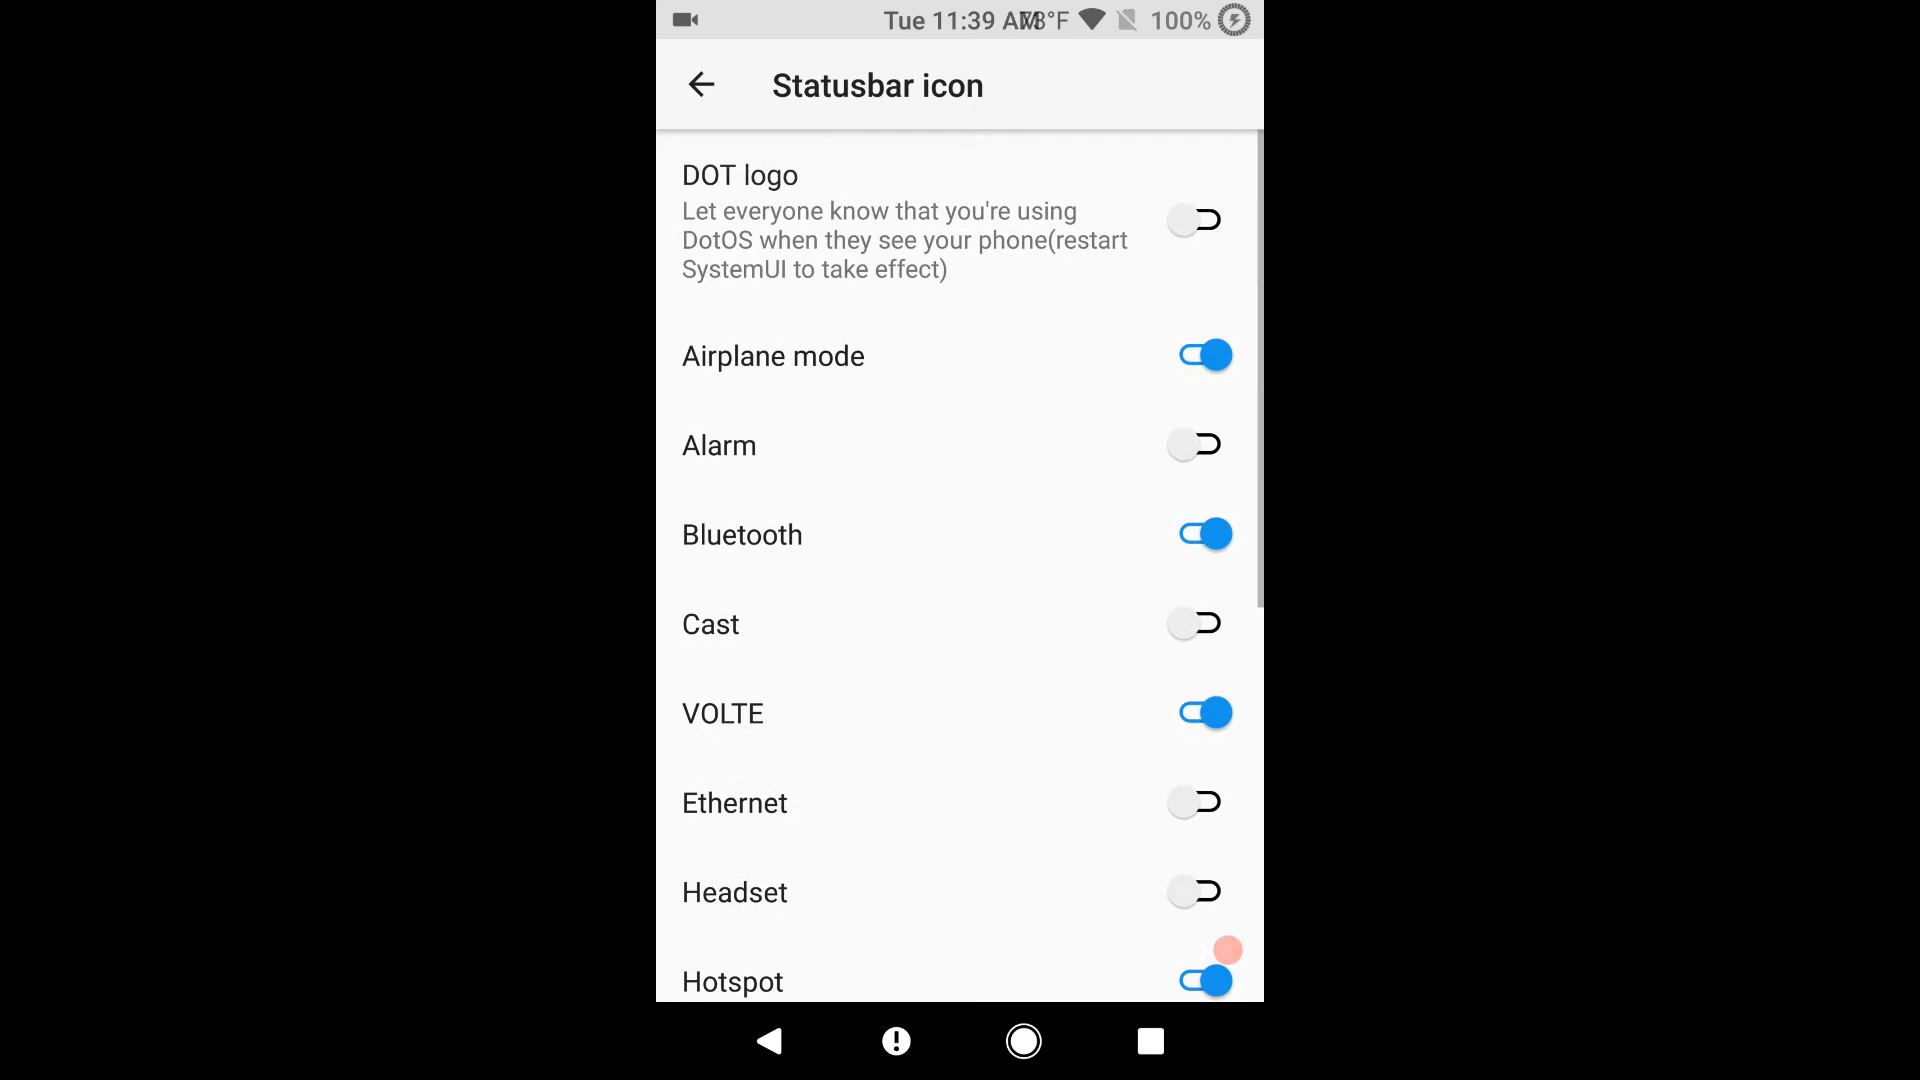 Tue 11:39 AM 73°F 100%
Statusbar icon
DOT logo
Let everyone know that you're using
DotOS when they see your phone(restart
SystemUI to take effect)
Airplane mode
Alarm
Bluetooth
Cast
VOLTE
Ethernet
Headset
Hotspot